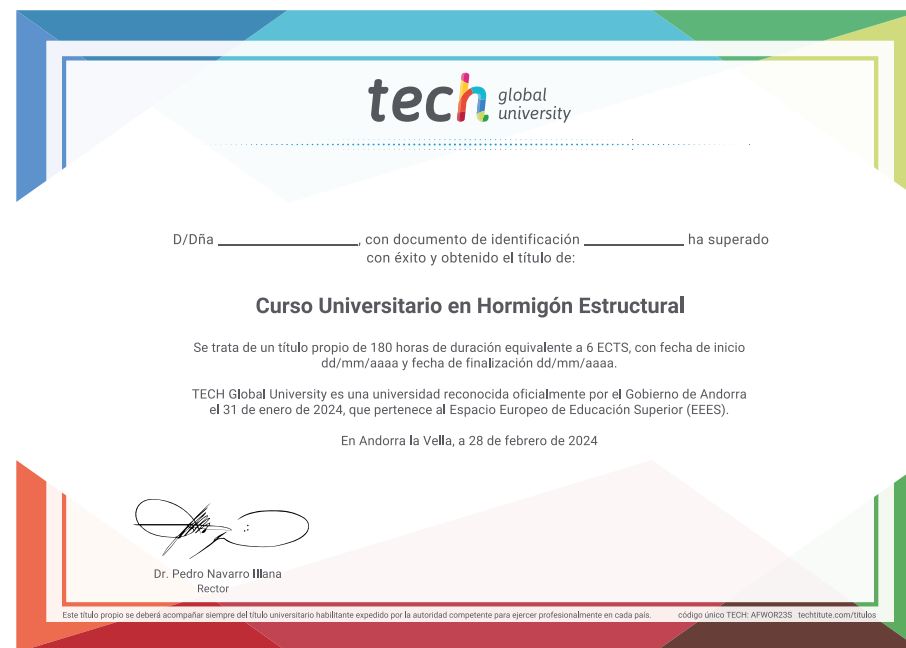 tech global
university
D/Dña ______________, con documento de identificación __________ ha superado
con éxito y obtenido el título de:
Curso Universitario en Hormigón Estructural
Se trata de un título propio de 180 horas de duración equivalente a 6 ECTS, con fecha de inicio
dd/mm/aaaa y fecha de finalización dd/mm/aaaa.
TECH Global University es una universidad reconocida oficialmente por el Gobierno de Andorra
el 31 de enero de 2024, que pertenece al Espacio Europeo de Educación Superior (EEES).
En Andorra la Vella, a 28 de febrero de 2024
Dr. Pedro Navarro Illana
Rector
Este título propio se deberá acompañar siempre del título universitario habilitante expedido por la autoridad competente para ejercer profesionalmente en cada país. código único TECH: AFWOR23S techtitute.com/titulos